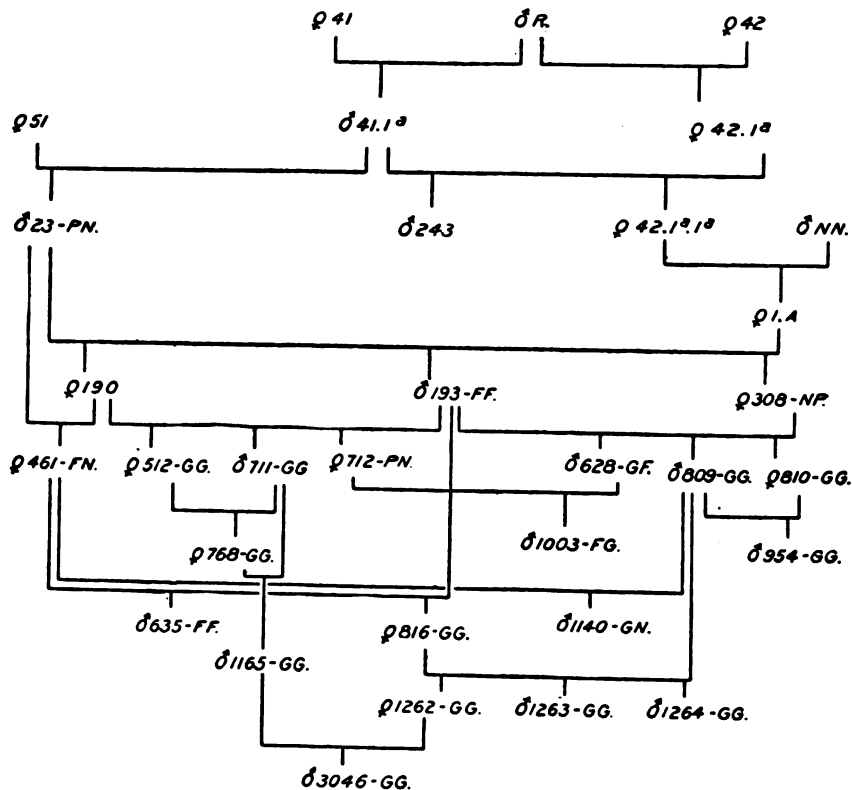 ♀41 ♂R. ♀42
♀51 ♂41.1ª ♀42.1ª
♂23-PN. ♂243 ♀42.1ª.1ª ♂NN.
♀1.A
♀190 ♂193-FF. ♀308-NP.
♀461-FN. ♀512-GG. ♂711-GG ♀712-PN. ♂628-GF. ♂809-GG. ♀810-GG.
♀768-GG. ♂1003-FG. ♂954-GG.
♂635-FF. ♀816-GG. ♂1140-GN.
♂1165-GG.
♀1262-GG. ♂1263-GG. ♂1264-GG.
♂3046-GG.